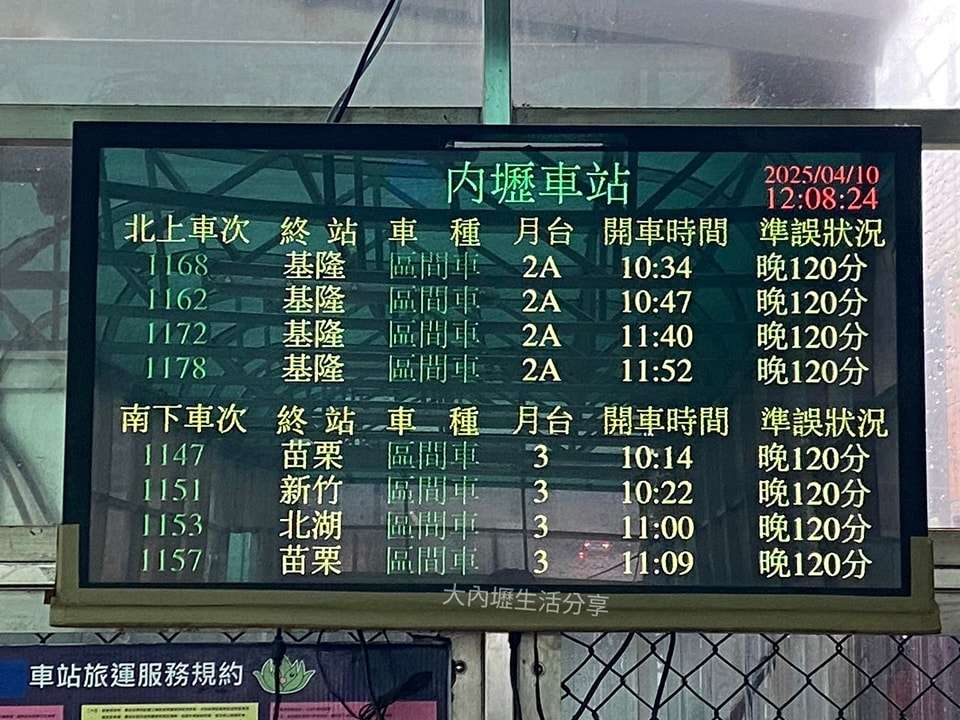 内壢車站
2025/04/10
12:08:24
北上車次 終 站 車 種 月台 開車時間 準誤狀況
1168 基隆 區間車 2A 10:34 晚120分
1162 基隆 區間車 2A 10:47 晚120分
1172 基隆 區間車 2A 11:40 晚120分
1178 基隆 區間車 2A 11:52 晚120分
南下車次 終 站 車 種 月台 開車時間 準誤狀況
1147 苗栗 區間車 3 10:14 晚120分
1151 新竹 區間車 3 10:22 晚120分
1153 北湖 區間車 3 11:00 晚120分
1157 苗栗 區間車 3 11:09 晚120分
大內壢生活分享
車站旅運服務規約